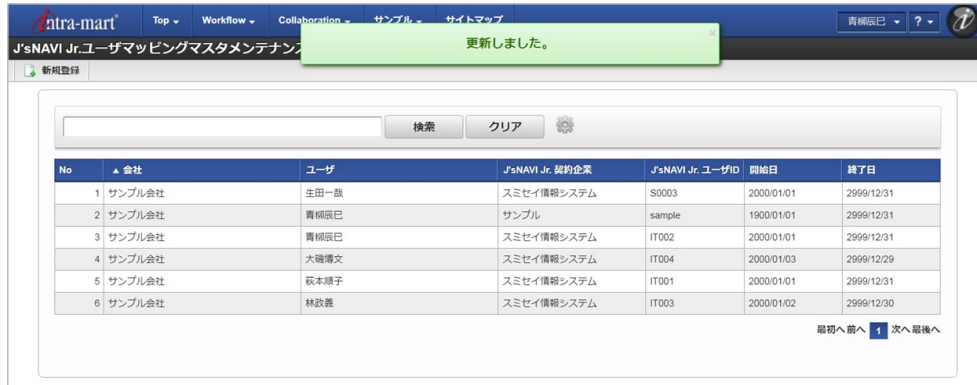 intra-mart Top Workflow Collaboration サンプル サイトマップ 青柳辰巳 ?
更新しました。 ×
J'sNAVI Jr.ユーザマッピングマスタメンテナンス
新規登録
検索 クリア
No ▲ 会社 ユーザ J'sNAVI Jr. 契約企業 J'sNAVI Jr. ユーザID 開始日 終了日
1 サンプル会社 生田一哉 スミセイ情報システム S0003 2000/01/01 2999/12/31
2 サンプル会社 青柳辰巳 サンプル sample 1900/01/01 2999/12/31
3 サンプル会社 青柳辰巳 スミセイ情報システム IT002 2000/01/01 2999/12/31
4 サンプル会社 大磯博文 スミセイ情報システム IT004 2000/01/03 2999/12/29
5 サンプル会社 萩本順子 スミセイ情報システム IT001 2000/01/01 2999/12/31
6 サンプル会社 林政義 スミセイ情報システム IT003 2000/01/02 2999/12/30
最初へ 前へ 1 次へ 最後へ